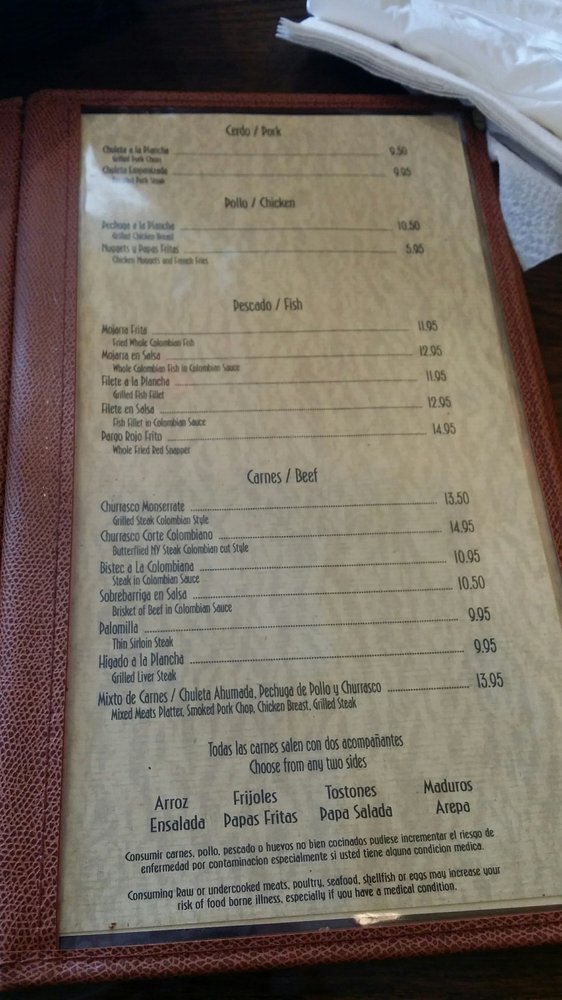 Cerdo / Pork
Chuleta a la Plancha 9.50
Grilled Pork Chops
Chuleta Empanizada 9.95
Pork Steak
Pollo / Chicken
Pechuga a la Plancha 10.50
Grilled Chicken Breast
Nuggets y Papas Fritas 5.95
Chicken Nuggets and French Fries
Pescado / Fish
Mojarra Frita 11.95
Fried Whole Colombian Fish
Mojarra en Salsa 12.95
Whole Colombian Fish in Colombian Sauce
Filete a la Plancha 11.95
Grilled Fish Fillet
Filete en Salsa 12.95
Fish Fillet in Colombian Sauce
Pargo Rojo Frito 14.95
Whole Fried Red Snapper
Carnes / Beef
Churrasco Monserrate 13.50
Grilled Steak Colombian Style
Churrasco Corte Colombiano 14.95
Butterflied NY Steak Colombian cut Style
Bistec a La Colombiana 10.95
Steak in Colombian Sauce
Sobrebarriga en Salsa 10.50
Brisket of Beef in Colombian Sauce
Palomilla 9.95
Thin Sirloin Steak
Higado a la Plancha 9.95
Grilled Liver Steak
Mixto de Carnes / Chuleta Ahumada, Pechuga de Pollo y Churrasco 13.95
Mixed Meats Platter, Smoked Pork Chop, Chicken Breast, Grilled Steak
Todas las carnes salen con dos acompañantes
Choose from any two sides
Arroz Frijoles Tostones Maduros
Ensalada Papas Fritas Papa Salada Arepa
Consumir carnes, pollo, pescado o huevos no bien cocinados pudiese incrementar el riesgo de
enfermedad por contaminacion especialmente si usted tiene alguna condicion medica.
Consuming Raw or undercooked meats, poultry, seafood, shellfish or eggs may increase your
risk of food borne illness, especially if you have a medical condition.